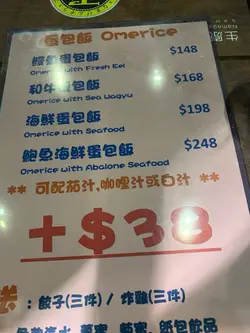 蛋包飯 Omerice
鰻魚蛋包飯 $148
Omerice with Fresh Eel
和牛蛋包飯 $168
Omerice with Sea Wagyu
海鮮蛋包飯 $198
Omerice with Seafood
鮑魚海鮮蛋包飯 $248
Omerice with Abalone Seafood
** 可配茄汁,咖哩汁或白汁 **
+$38
: 餃子(三件) / 炸雞(三件)